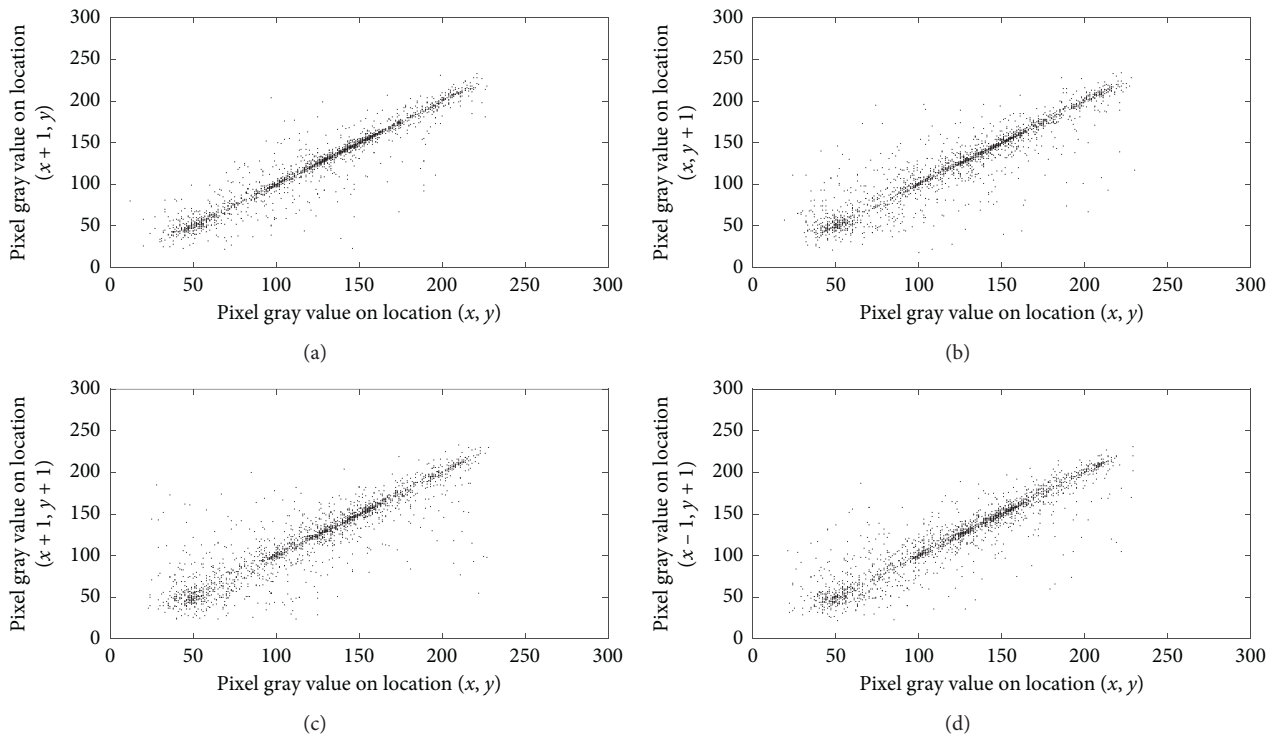 Pixel gray value on location
(x + 1, y)
300
250
200
150
100
50
0
0 50 100 150 200 250 300
Pixel gray value on location (x, y)
(a)
Pixel gray value on location
(x, y + 1)
300
250
200
150
100
50
0
0 50 100 150 200 250 300
Pixel gray value on location (x, y)
(b)
Pixel gray value on location
(x + 1, y + 1)
300
250
200
150
100
50
0
0 50 100 150 200 250 300
Pixel gray value on location (x, y)
(c)
Pixel gray value on location
(x − 1, y + 1)
300
250
200
150
100
50
0
0 50 100 150 200 250 300
Pixel gray value on location (x, y)
(d)